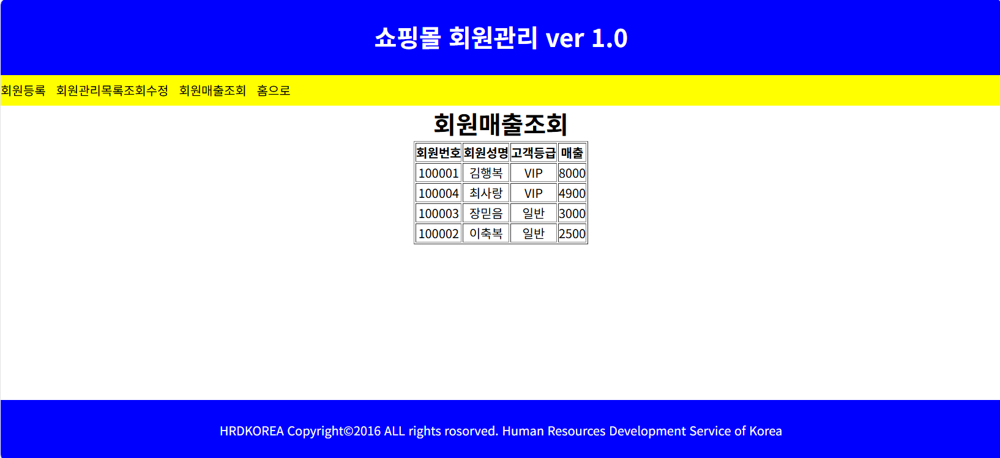 쇼핑몰 회원관리 ver 1.0
회원등록 회원관리목록조회수정 회원매출조회 홈으로
회원매출조회
회원번호 회원성명 고객등급 매출
100001 김행복 VIP 8000
100004 최사랑 VIP 4900
100003 장믿음 일반 3000
100002 이축복 일반 2500
HRDKOREA Copyright©2016 ALL rights rosorved. Human Resources Development Service of Korea